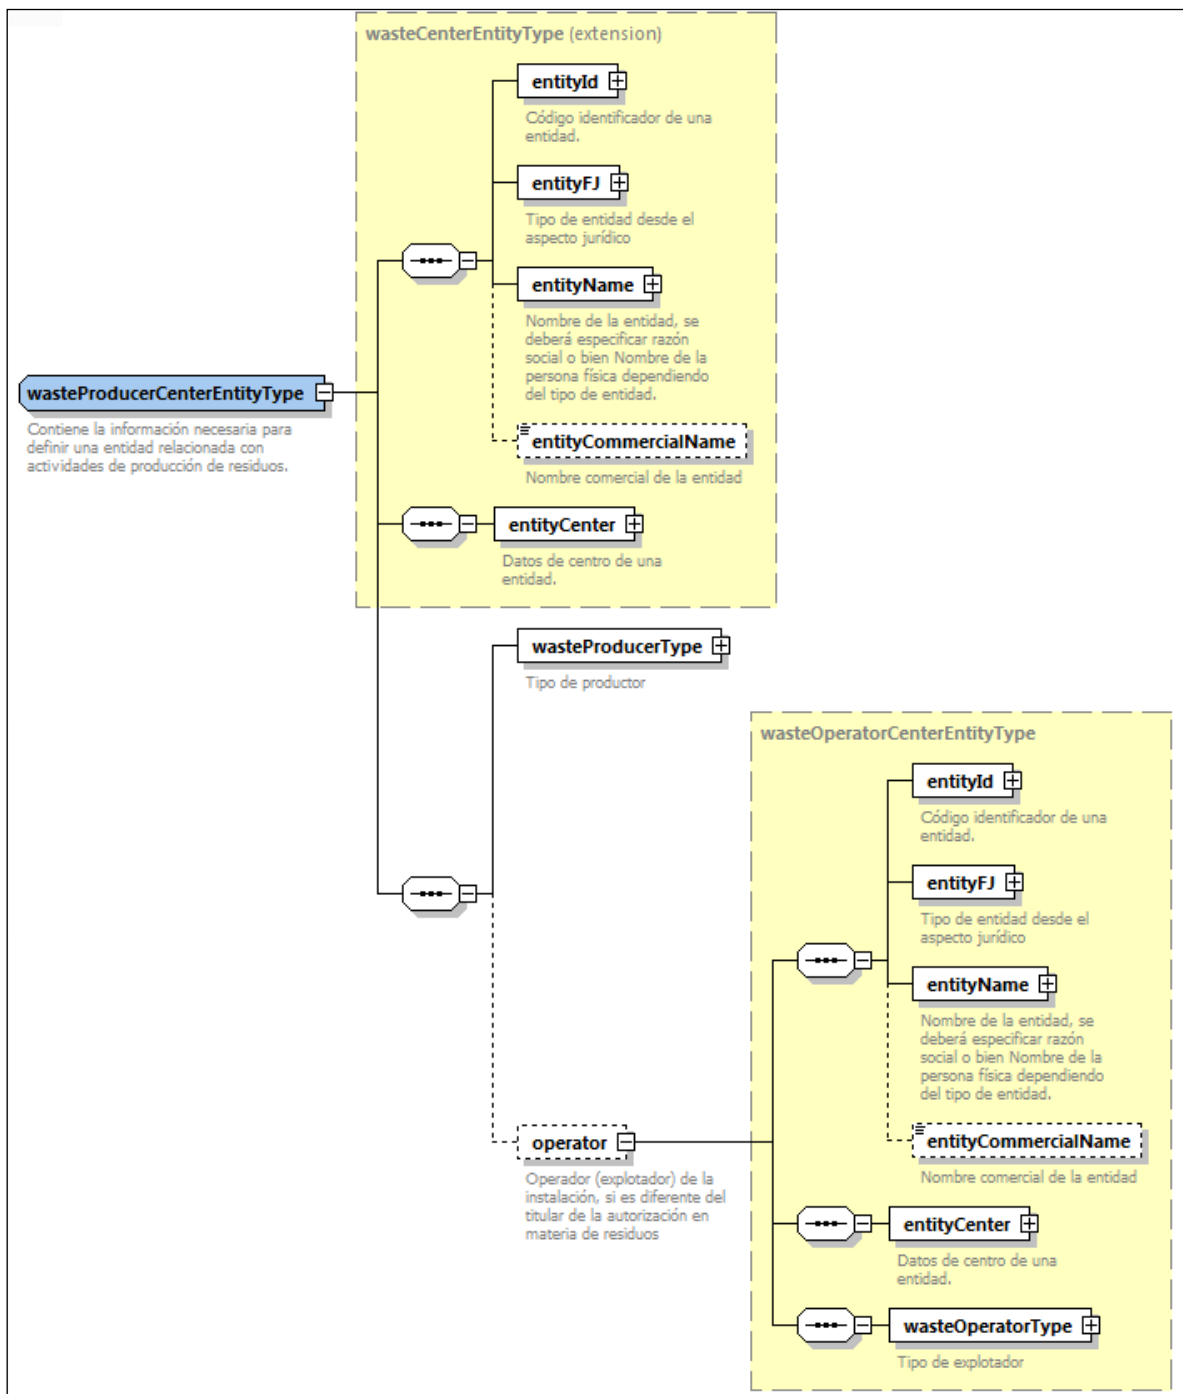 wasteCenterEntityType (extension)
entityId
Código identificador de una
entidad.
entityFJ
Tipo de entidad desde el
aspecto jurídico
entityName
Nombre de la entidad, se
deberá especificar razón
social o bien Nombre de la
persona física dependiendo
del tipo de entidad.
wasteProducerCenterEntityType
Contiene la información necesaria para
definir una entidad relacionada con
actividades de producción de residuos.
entityCommercialName
Nombre comercial de la entidad
entityCenter
Datos de centro de una
entidad.
wasteProducerType
Tipo de productor
wasteOperatorCenterEntityType
entityId
Código identificador de una
entidad.
entityFJ
Tipo de entidad desde el
aspecto jurídico
entityName
Nombre de la entidad, se
deberá especificar razón
social o bien Nombre de la
persona física dependiendo
del tipo de entidad.
entityCommercialName
Nombre comercial de la entidad
operator
Operador (explotador) de la
instalación, si es diferente del
titular de la autorización en
materia de residuos
entityCenter
Datos de centro de una
entidad.
wasteOperatorType
Tipo de explotador